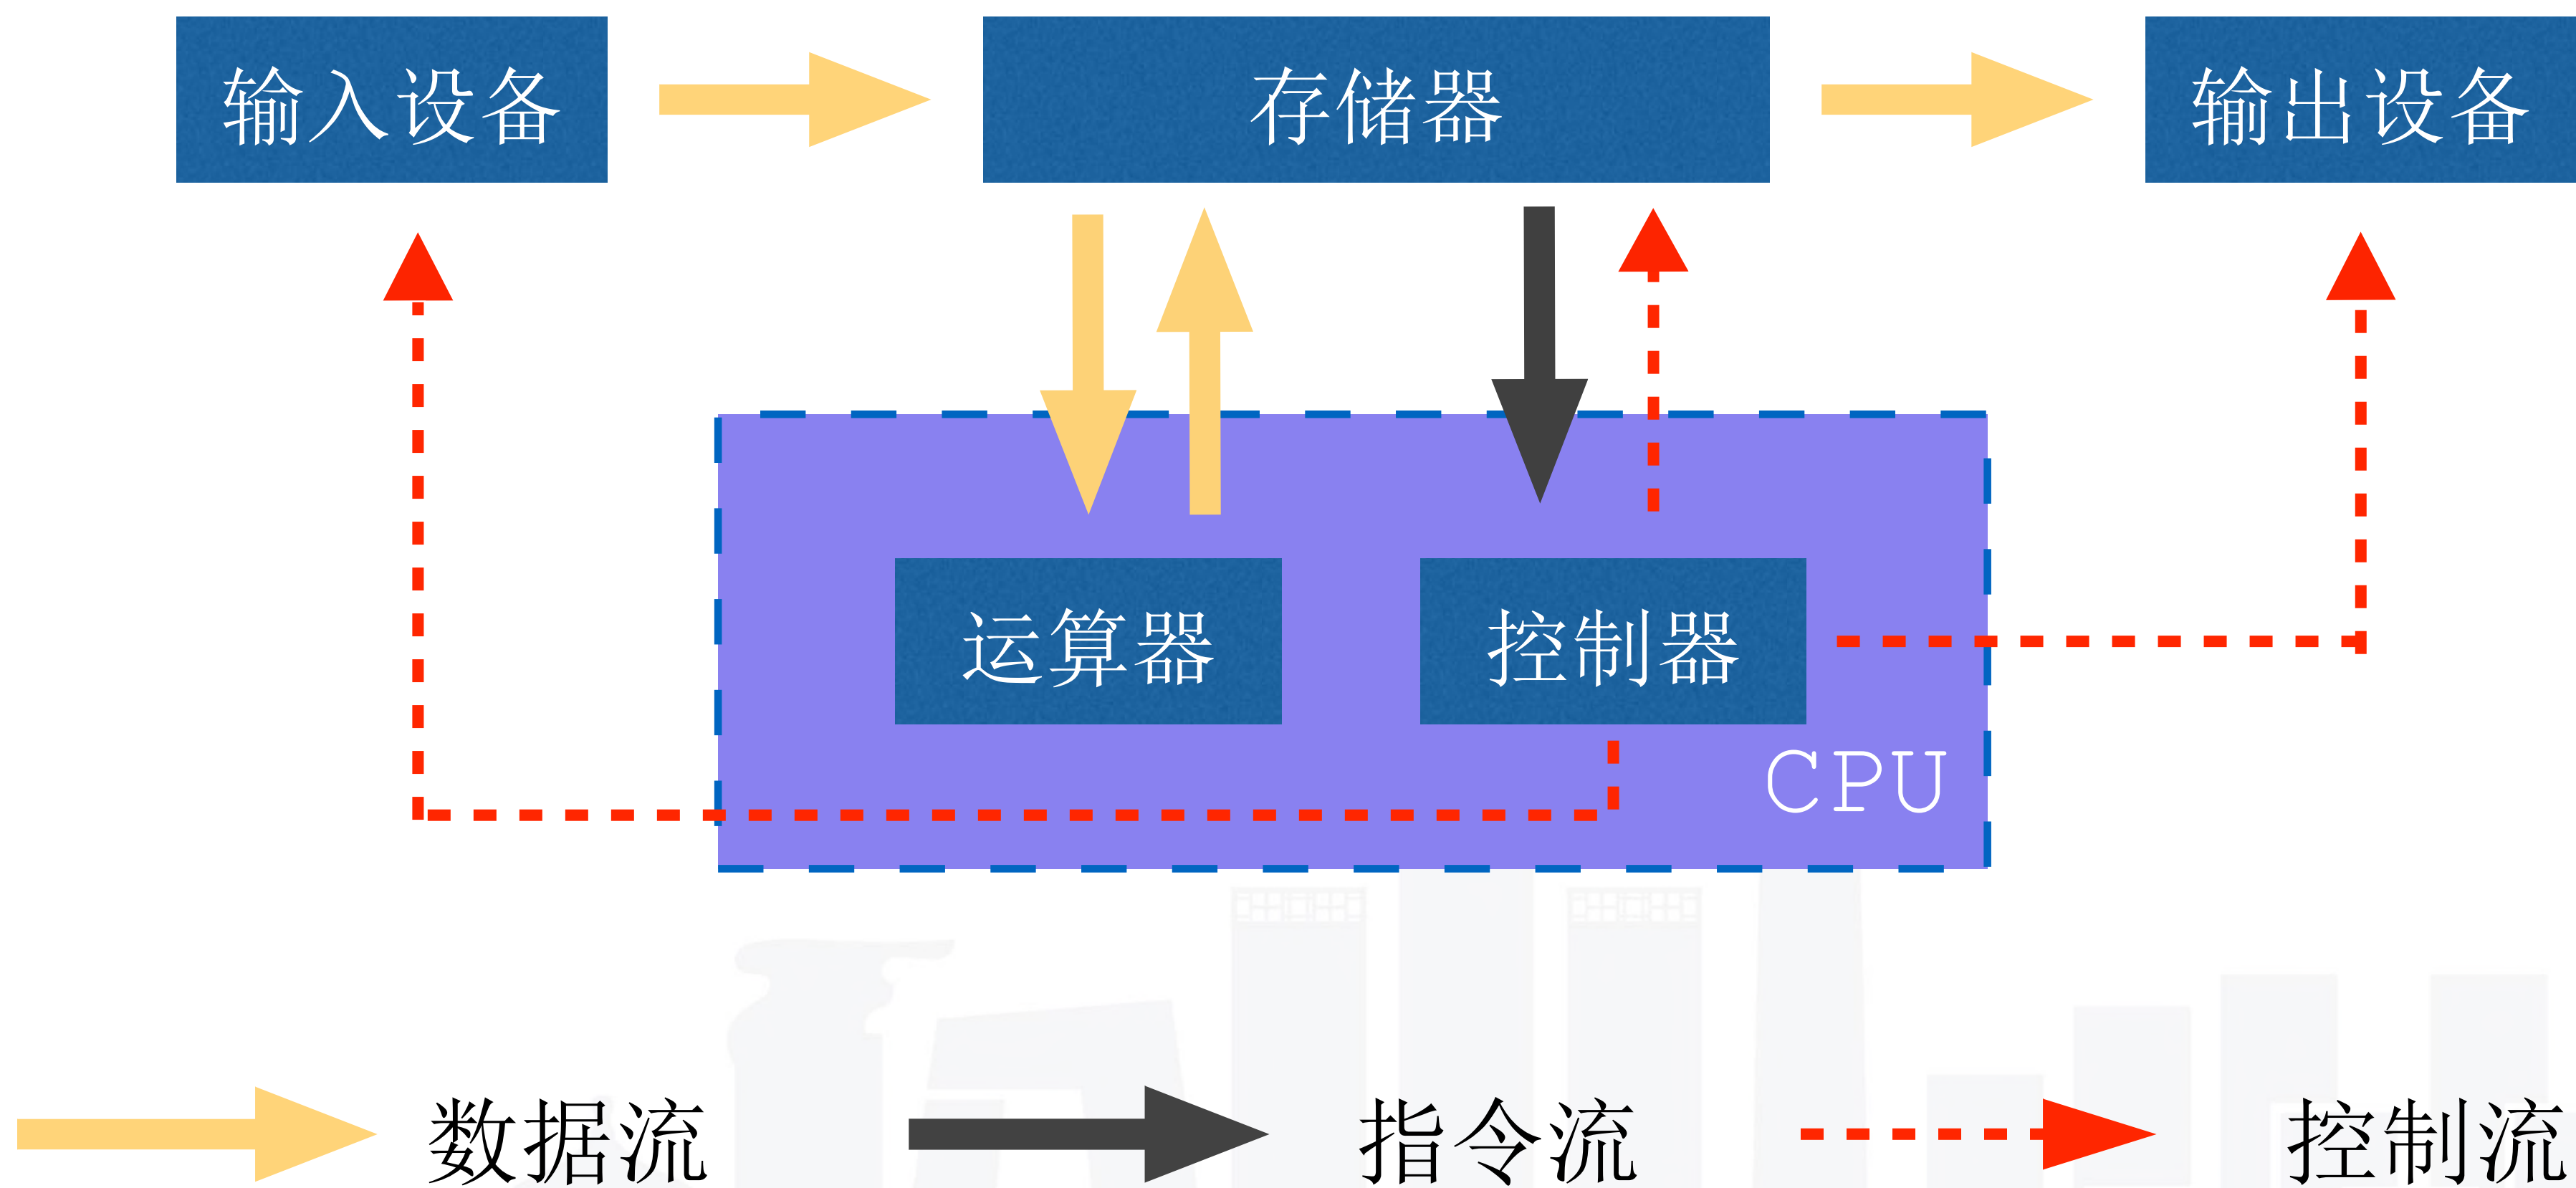 输入设备
存储器
输出设备
运算器
控制器
CPU
数据流
指令流
控制流